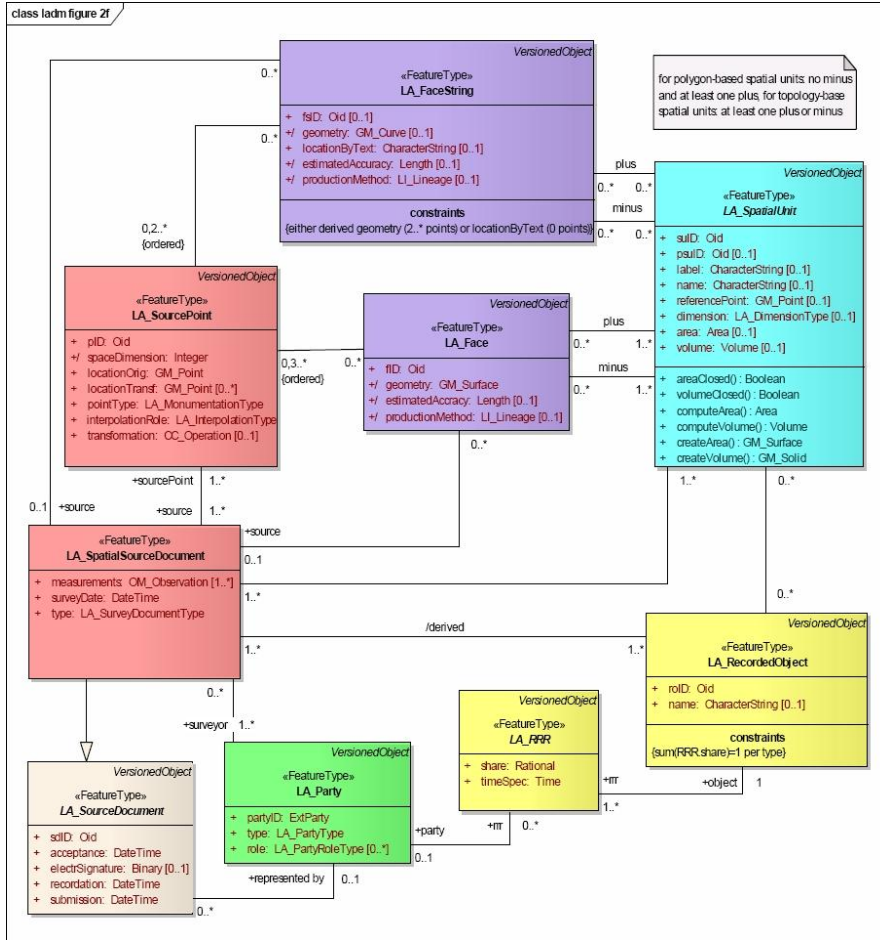 class ladm figure 2f
VersionedObject
«FeatureType»
LA_FaceString
+ fsID: Oid [0..1]
+/ geometry: GM_Curve [0..1]
+ locationByText: CharacterString [0..1]
+/ estimatedAccuracy: Length [0..1]
+/ productionMethod: LI_Lineage [0..1]
constraints
{either derived geometry (2..* points) or locationByText (0 points)}
for polygon-based spatial units: no minus
and at least one plus, for topology-base
spatial units: at least one plus or minus
0..*
0..*
0,2..*
{ordered}
plus
0..* 0..*
minus
0..* 0..*
VersionedObject
«FeatureType»
LA_SpatialUnit
+ suID: Oid
+ psuID: Oid [0..1]
+ label: CharacterString [0..1]
+ name: CharacterString [0..1]
+ referencePoint: GM_Point [0..1]
+ dimension: LA_DimensionType [0..1]
+ area: Area [0..1]
+ volume: Volume [0..1]
+ areaClosed() : Boolean
+ volumeClosed() : Boolean
+ computeArea() : Area
+ computeVolume() : Volume
+ createArea() : GM_Surface
+ createVolume() : GM_Solid
VersionedObject
«FeatureType»
LA_SourcePoint
+ pID: Oid
+/ spaceDimension: Integer
+ locationOrig: GM_Point
+ locationTransf: GM_Point [0..*]
+ pointType: LA_MonumentationType
+ interpolationRole: LA_InterpolationType
+ transformation: CC_Operation [0..1]
0,3..* 0..*
{ordered}
VersionedObject
«FeatureType»
LA_Face
+ fID: Oid
+/ geometry: GM_Surface
+/ estimatedAccracy: Length [0..1]
+/ productionMethod: LI_Lineage [0..1]
plus
0..* 1..*
minus
0..* 1..*
0..*
+sourcePoint 1..*
0..1 +source
+source 1..*
+source
0..1
1..*
0..*
VersionedObject
«FeatureType»
LA_SpatialSourceDocument
+ measurements: OM_Observation [1..*]
+ surveyDate: DateTime
+ type: LA_SurveyDocumentType
1..*
0..*
/derived
1..* 1..*
VersionedObject
«FeatureType»
LA_RecordedObject
+ roID: Oid
+ name: CharacterString [0..1]
constraints
{sum(RRR.share)=1 per type}
0..*
+surveyor 1..*
VersionedObject
«FeatureType»
LA_RRR
+ share: Rational
+ timeSpec: Time
+rrr
1..*
+object 1
VersionedObject
«FeatureType»
LA_SourceDocument
+ sdID: Oid
+ acceptance: DateTime
+ electrSignature: Binary [0..1]
+ recordation: DateTime
+ submission: DateTime
VersionedObject
«FeatureType»
LA_Party
+ partyID: ExtParty
+ type: LA_PartyType
+ role: LA_PartyRoleType [0..*]
+party
0..1
+rrr 0..*
+represented by 0..1
0..*